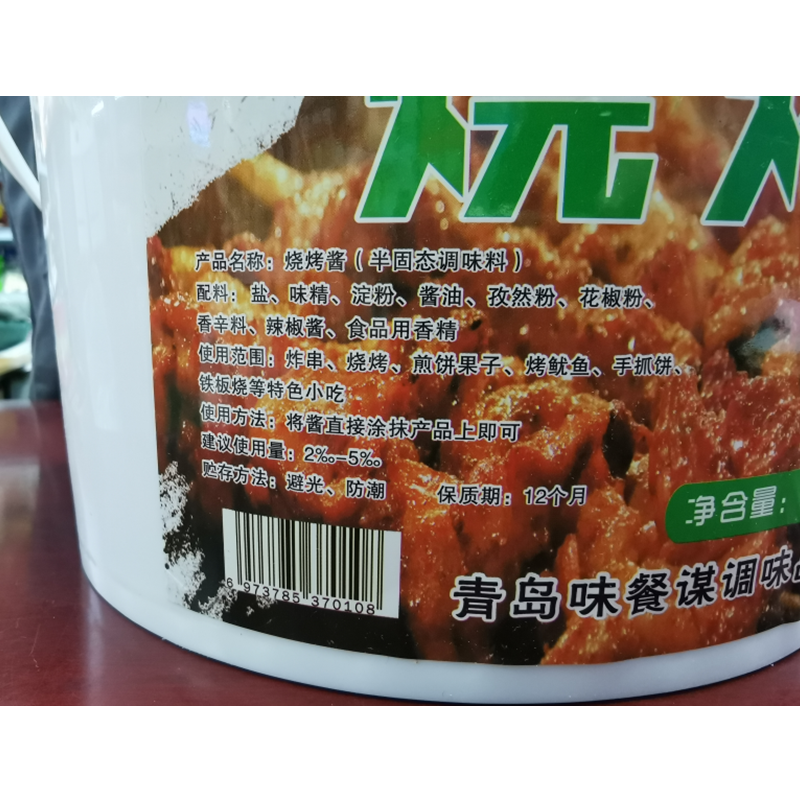 烧烤
产品名称：烧烤酱（半固态调味料）
配料：盐、味精、淀粉、酱油、孜然粉、花椒粉、
香辛料、辣椒酱、食品用香精
使用范围：炸串、烧烤、煎饼果子、烤鱿鱼、手抓饼、
铁板烧等特色小吃
使用方法：将酱直接涂抹产品上即可
建议使用量：2‰-5‰
贮存方法：避光、防潮 保质期：12个月
净含量：
6 973785 370108
青岛味餐谋调味